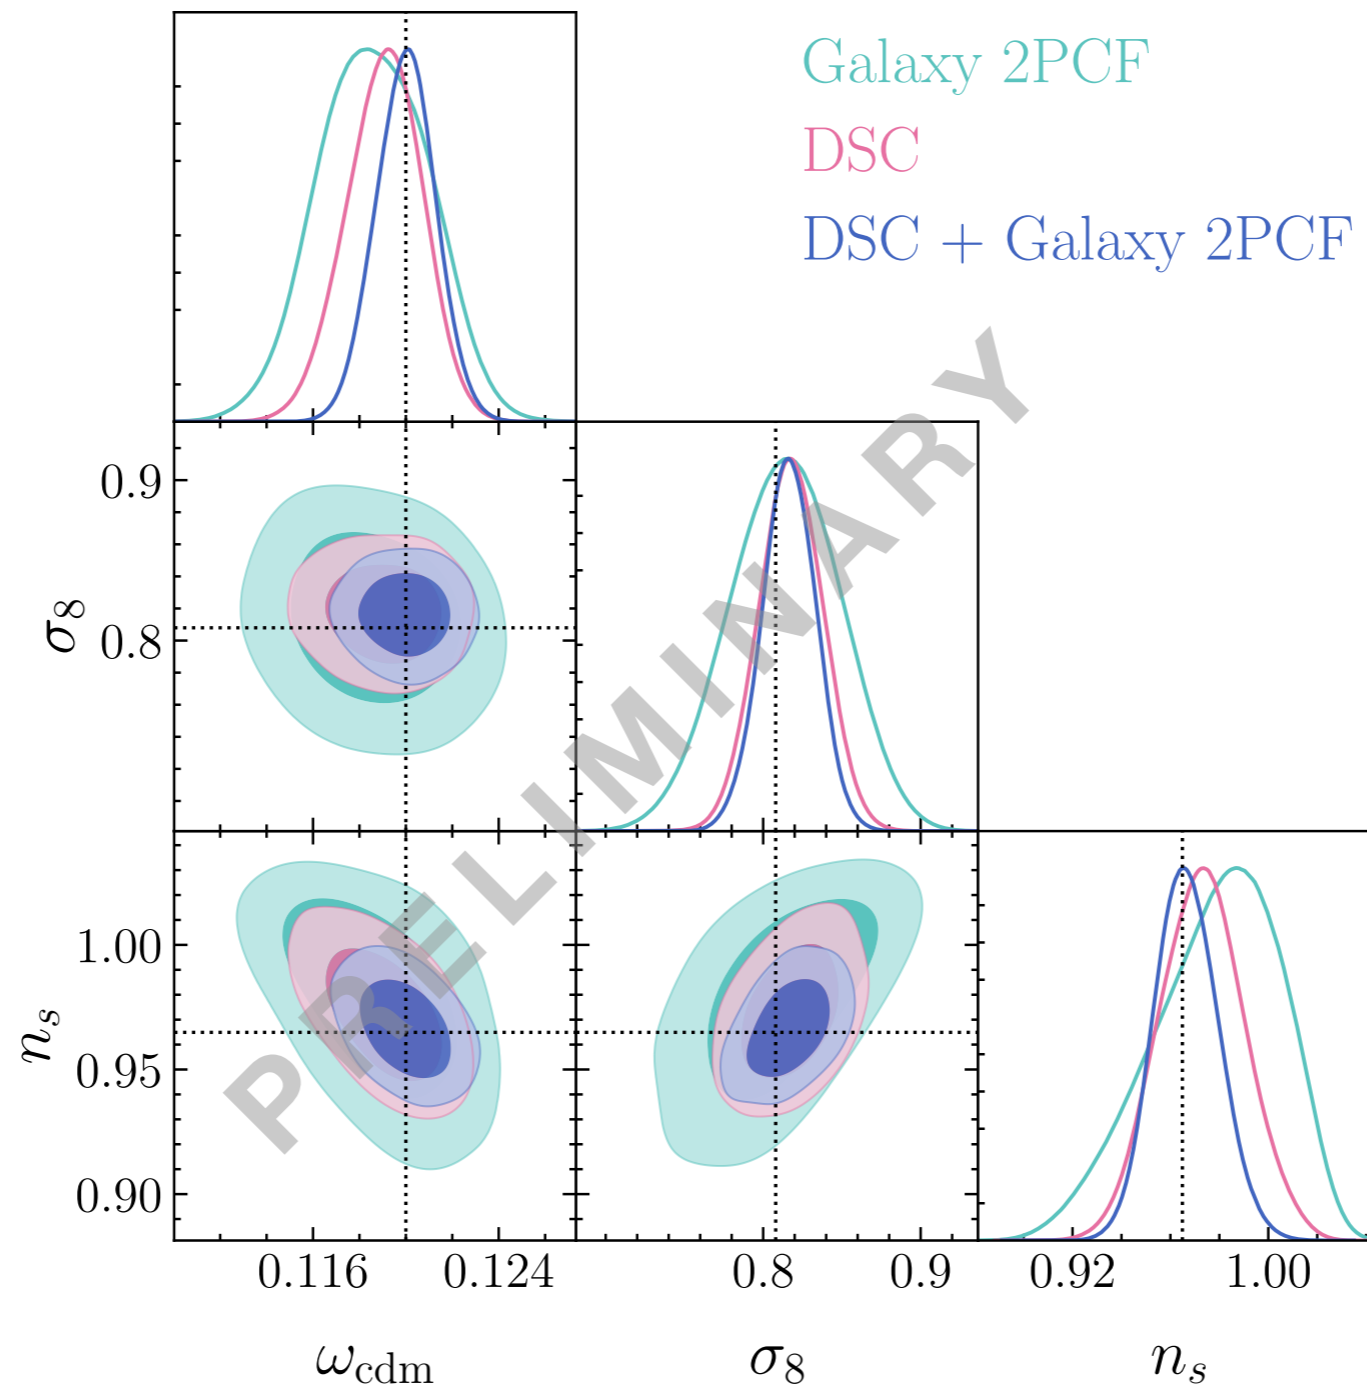 Galaxy 2PCF
DSC
DSC + Galaxy 2PCF
PRELIMINARY
0.9
0.8
σ8
1.00
0.95
0.90
ns
0.116 0.124 0.8 0.9 0.92 1.00
ωcdm σ8 ns